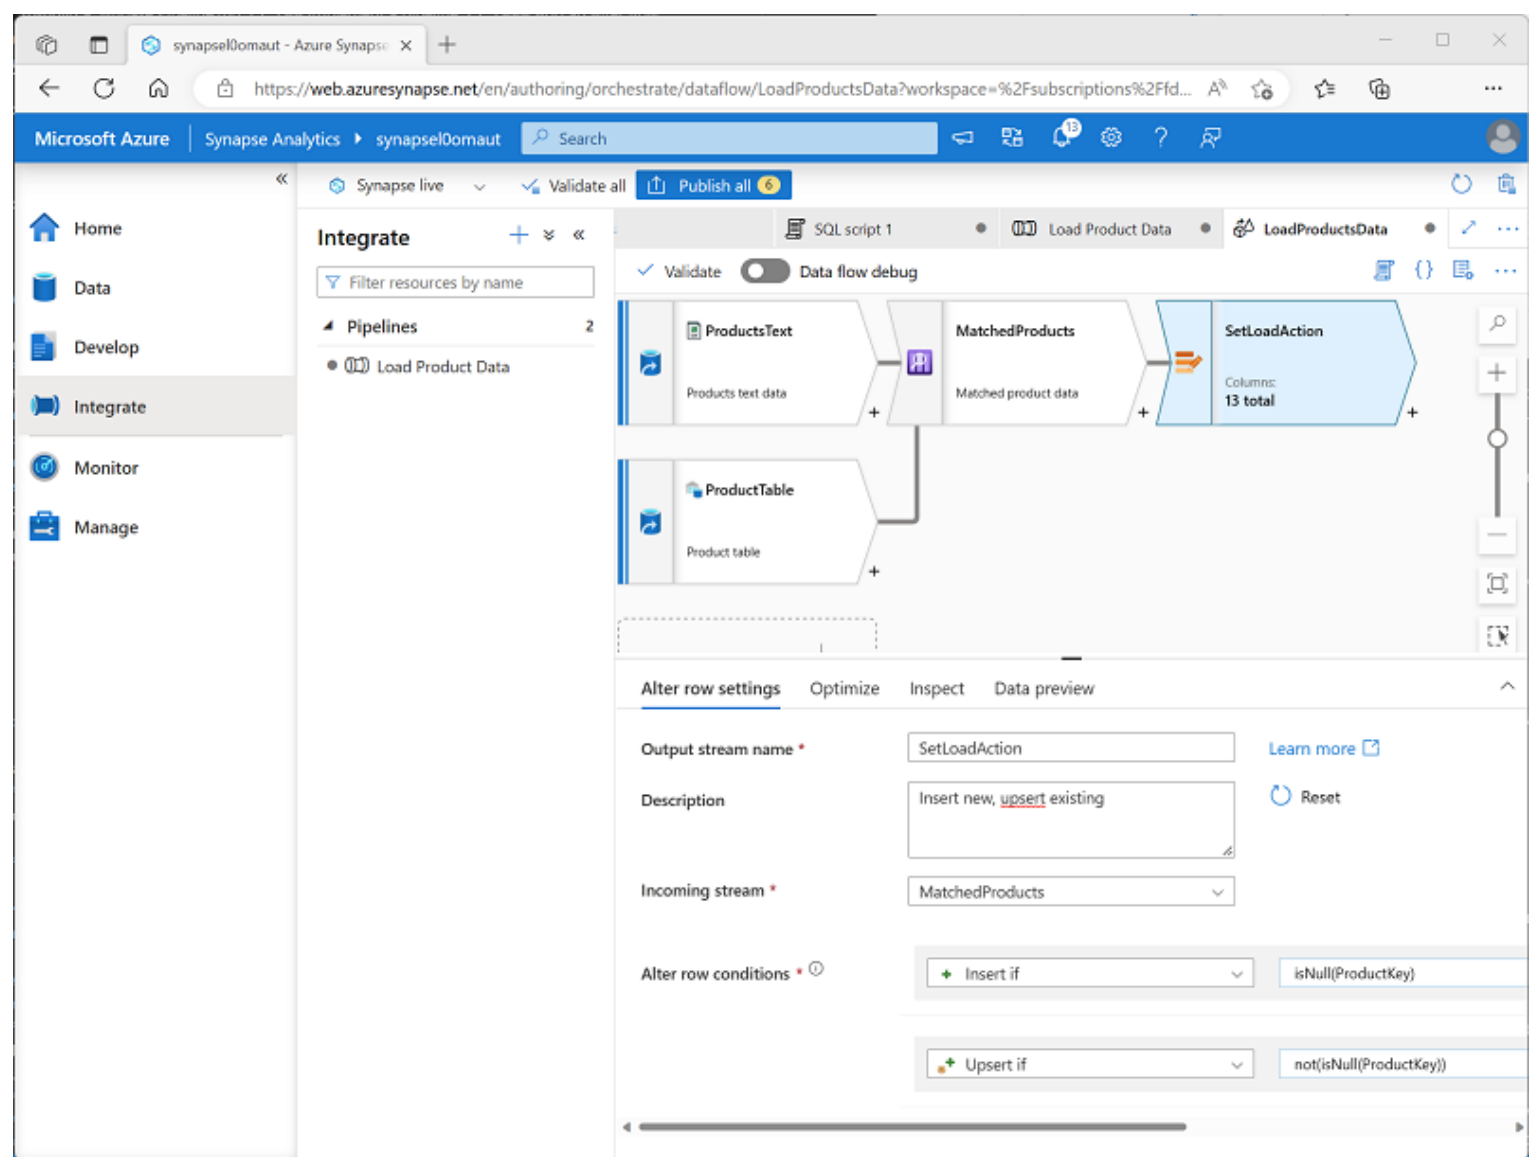 synapsel0omaut - Azure Synapse
https://web.azuresynapse.net/en/authoring/orchestrate/dataflow/LoadProductsData?workspace=%2Fsubscriptions%2Ffd...
Microsoft Azure
Synapse Analytics
synapsel0omaut
Search
13
Synapse live
Validate all
Publish all 6
Home
Data
Develop
Integrate
Monitor
Manage
Integrate
Filter resources by name
Pipelines 2
Load Product Data
SQL script 1
Load Product Data
LoadProductsData
Validate
Data flow debug
ProductsText
Products text data
MatchedProducts
Matched product data
SetLoadAction
Columns:
13 total
ProductTable
Product table
Alter row settings
Optimize
Inspect
Data preview
Output stream name *
SetLoadAction
Learn more
Description
Insert new, upsert existing
Reset
Incoming stream *
MatchedProducts
Alter row conditions *
Insert if
isNull(ProductKey)
Upsert if
not(isNull(ProductKey))